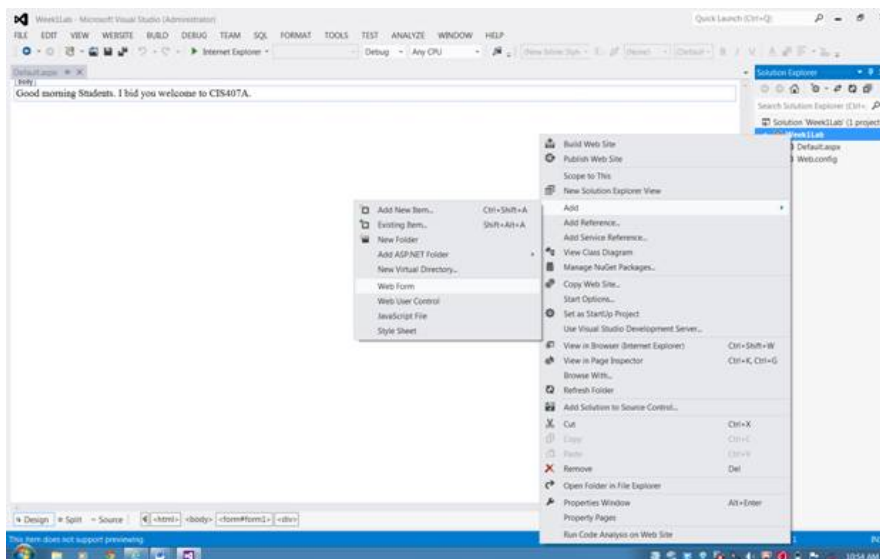 Week1Lab - Microsoft Visual Studio (Administrator)
Quick Launch (Ctrl+Q)
FILE EDIT VIEW WEBSITE BUILD DEBUG TEAM SQL FORMAT TOOLS TEST ANALYZE WINDOW HELP
Internet Explorer Debug Any CPU
Default.aspx
body
Good morning Students. I bid you welcome to CIS407A.
Solution Explorer
Search Solution Explorer (Ctrl+
Solution 'Week1Lab' (1 project
Week1Lab
Default.aspx
Web.config
Build Web Site
Publish Web Site
Scope to This
New Solution Explorer View
Add
Add Reference...
Add Service Reference...
View Class Diagram
Manage NuGet Packages...
Copy Web Site...
Start Options...
Set as StartUp Project
Use Visual Studio Development Server...
View in Browser (Internet Explorer) Ctrl+Shift+W
View in Page Inspector Ctrl+K, Ctrl+G
Browse With...
Refresh Folder
Add Solution to Source Control...
Cut Ctrl+X
Copy Ctrl+C
Paste Ctrl+V
Remove Del
Open Folder in File Explorer
Properties Window Alt+Enter
Property Pages
Run Code Analysis on Web Site
Add New Item... Ctrl+Shift+A
Existing Item... Shift+Alt+A
New Folder
Add ASP.NET Folder
New Virtual Directory...
Web Form
Web User Control
JavaScript File
Style Sheet
Design Split Source <html> <body> <form#form1> <div>
This item does not support previewing
10:54 AM